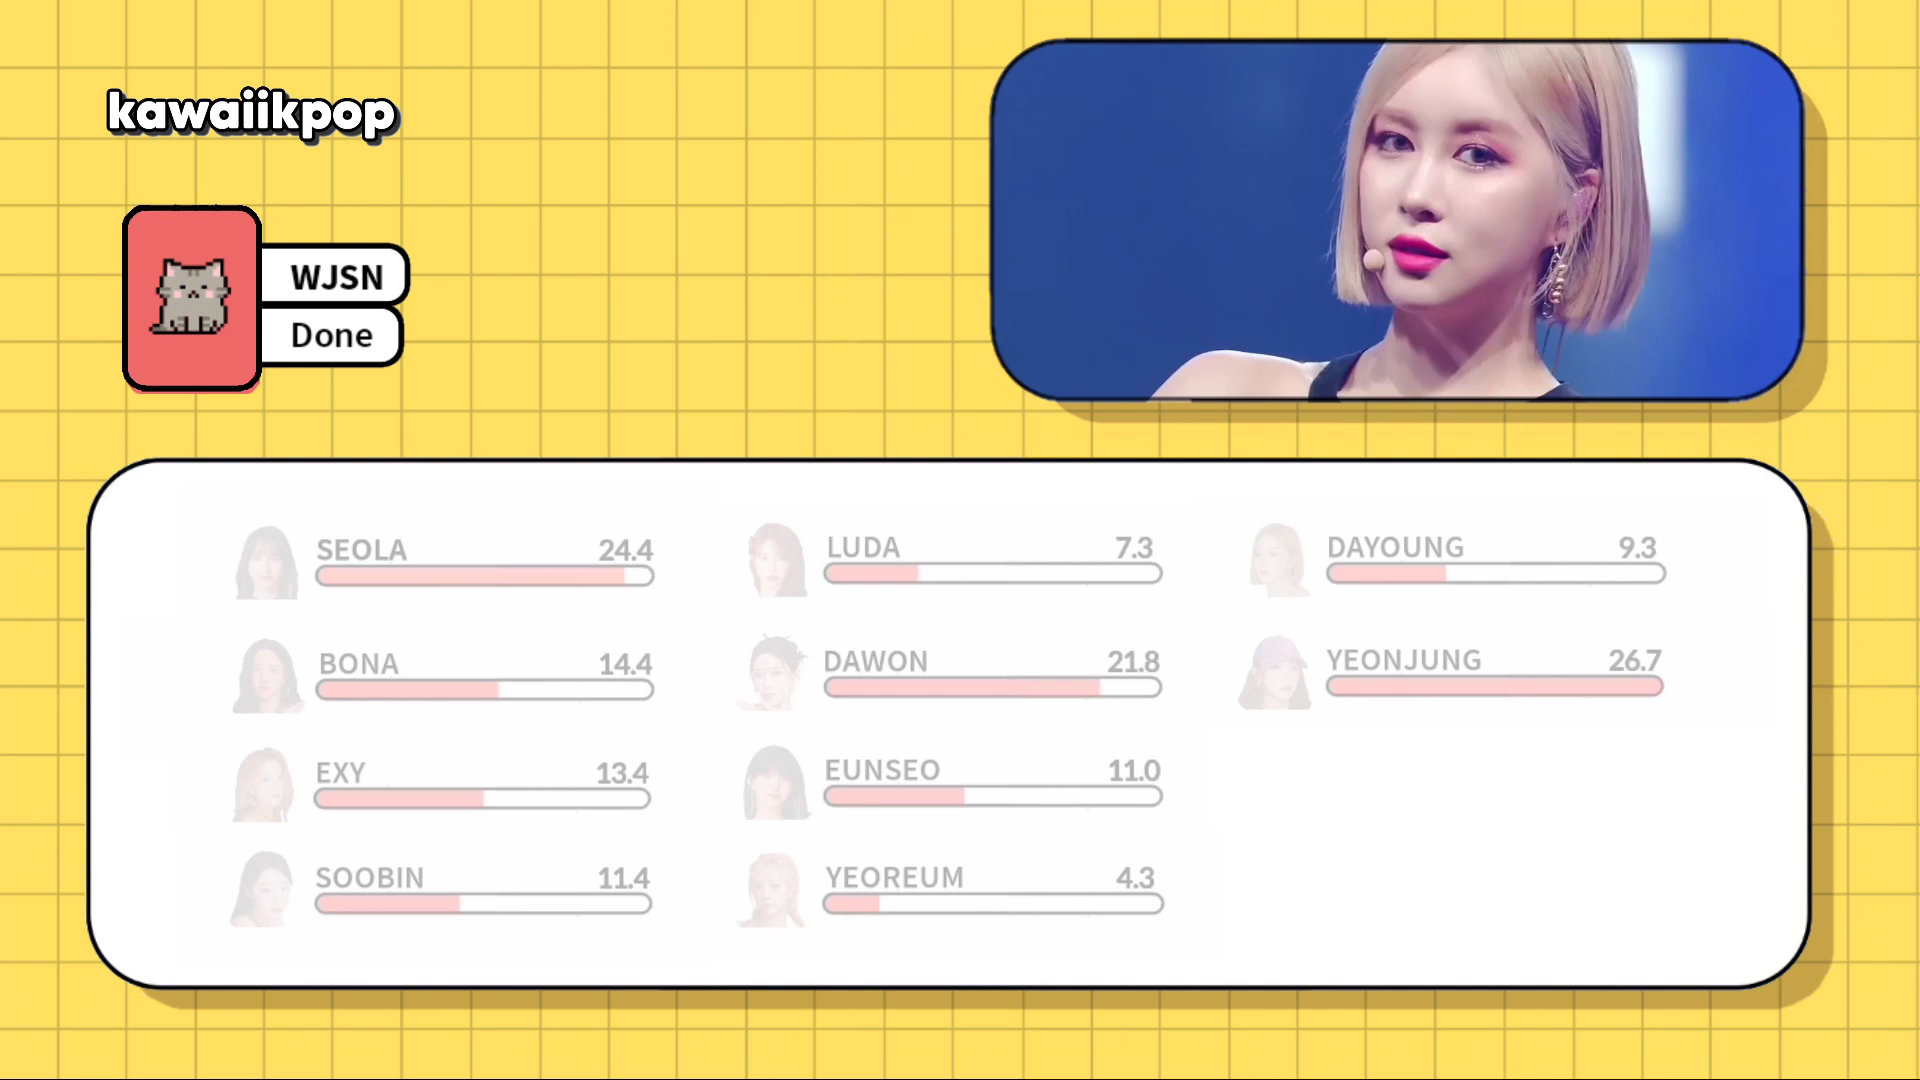 kawaiikpop
WJSN
Done
SEOLA 24.4
BONA 14.4
EXY 13.4
SOOBIN 11.4
LUDA 7.3
DAWON 21.8
EUNSEO 11.0
YEOREUM 4.3
DAYOUNG 9.3
YEONJUNG 26.7